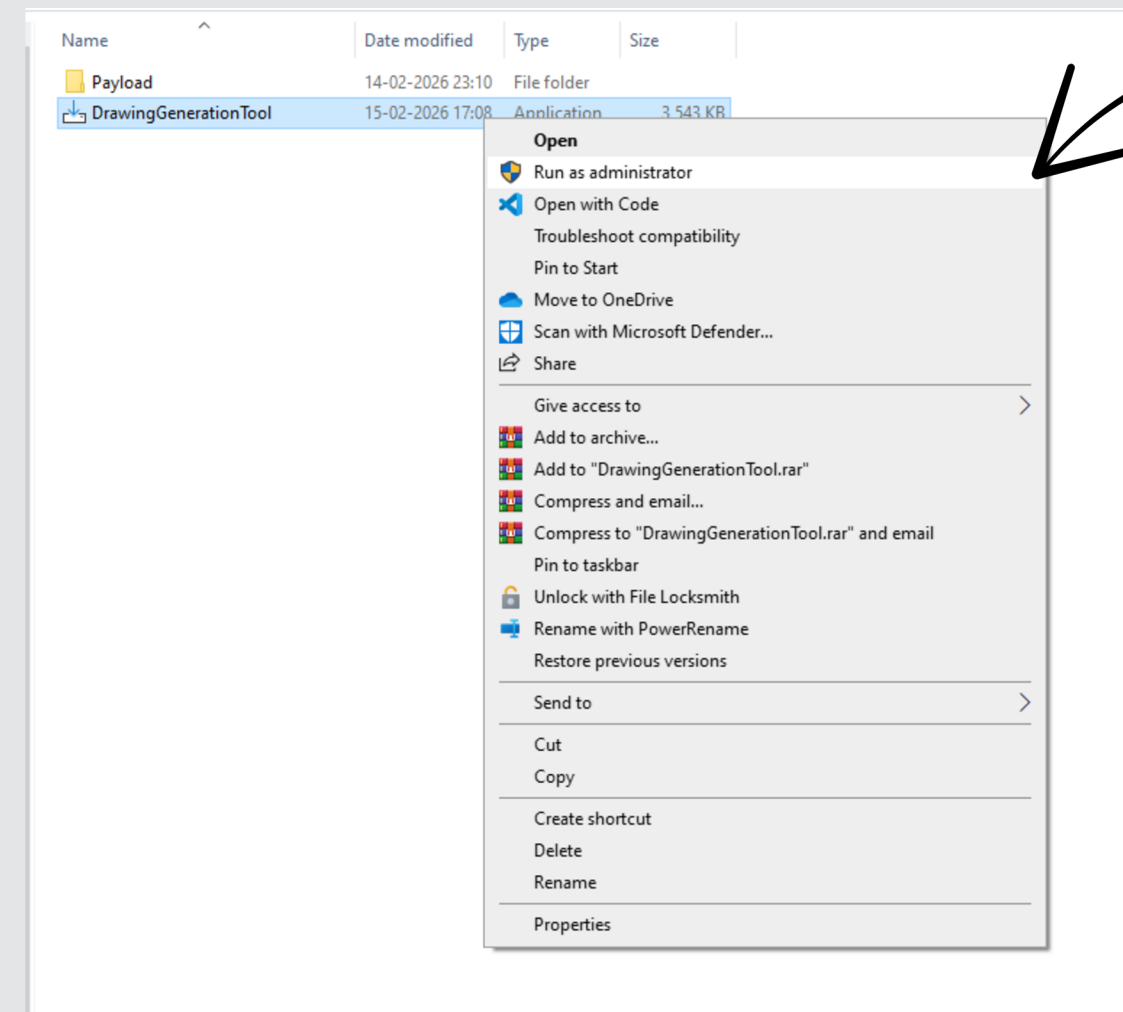 Name Date modified Type Size
Payload 14-02-2026 23:10 File folder
DrawingGenerationTool 15-02-2026 17:08 Application 3,543 KB
Open
Run as administrator
Open with Code
Troubleshoot compatibility
Pin to Start
Move to OneDrive
Scan with Microsoft Defender...
Share
Give access to
Add to archive...
Add to "DrawingGenerationTool.rar"
Compress and email...
Compress to "DrawingGenerationTool.rar" and email
Pin to taskbar
Unlock with File Locksmith
Rename with PowerRename
Restore previous versions
Send to
Cut
Copy
Create shortcut
Delete
Rename
Properties